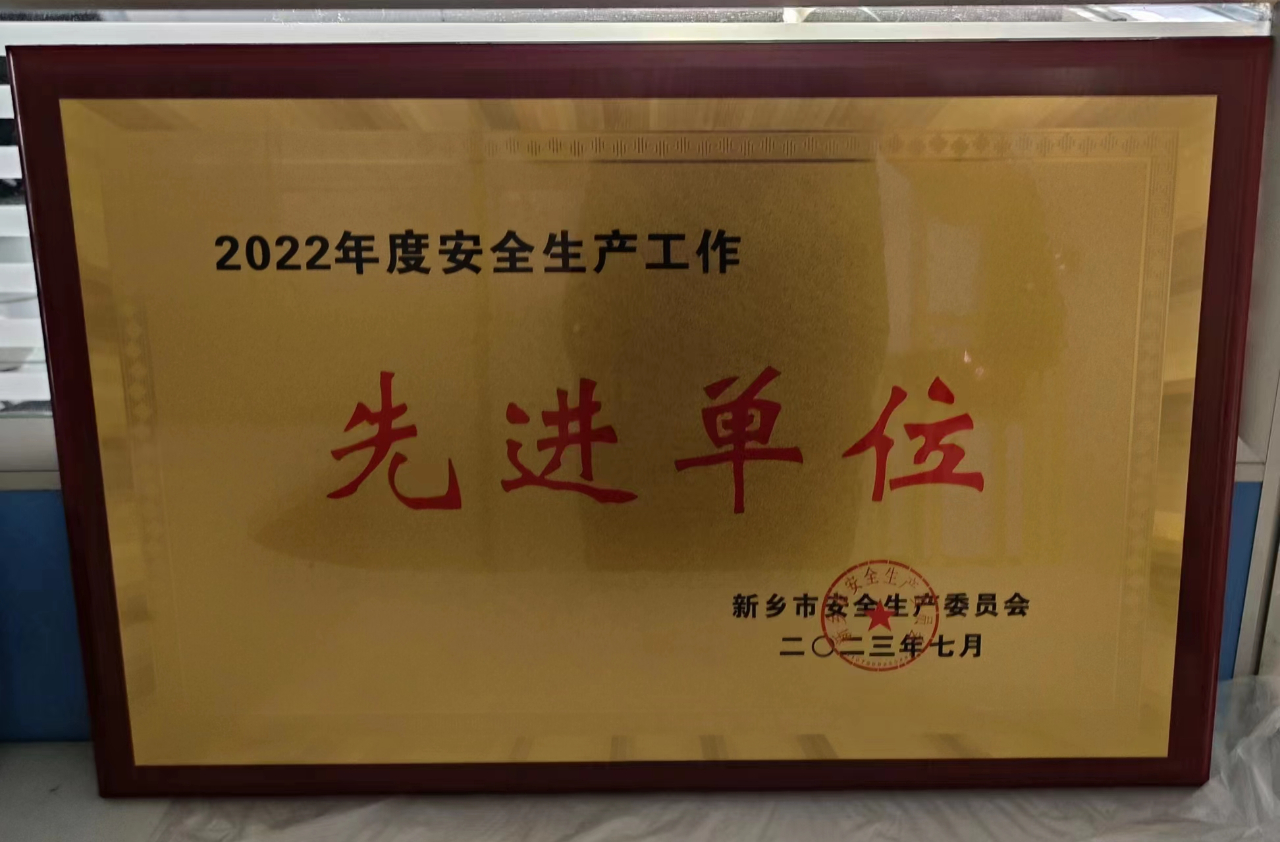 2022年度安全生产工作
先进单位
新乡市安全生产委员会
二〇二三年七月